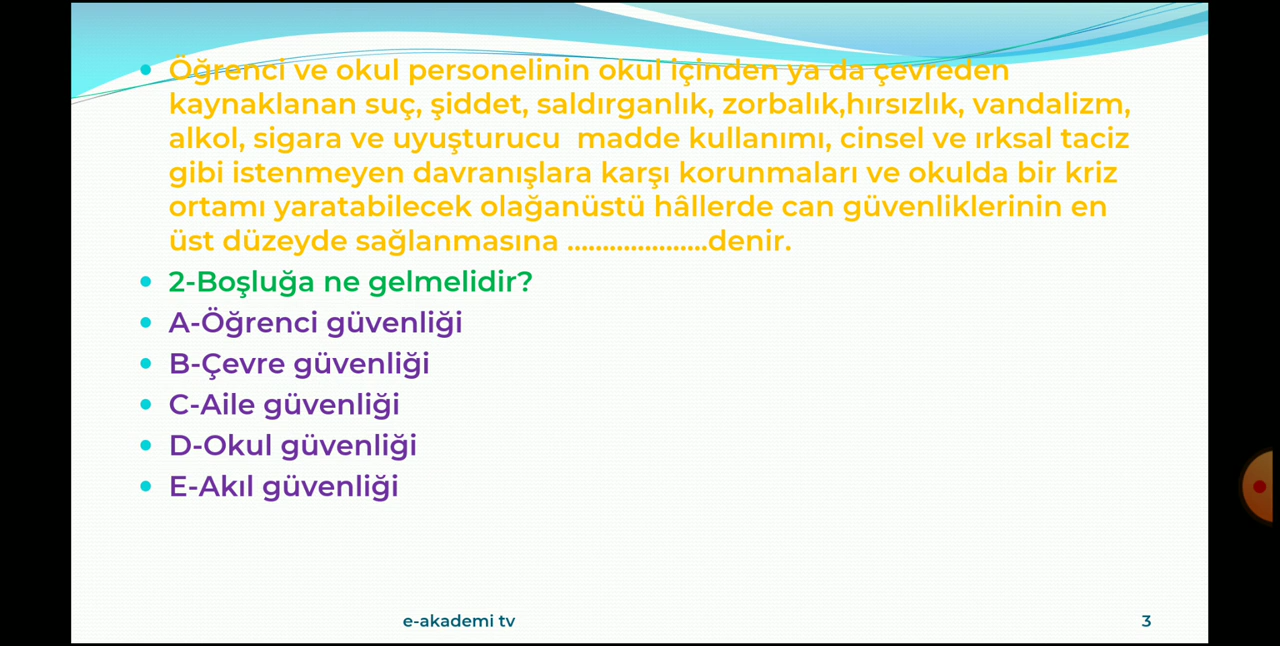 Öğrenci ve okul personelinin okul içinden ya da çevreden
kaynaklanan suç, şiddet, saldırganlık, zorbalık,hırsızlık, vandalizm,
alkol, sigara ve uyuşturucu  madde kullanımı, cinsel ve ırksal taciz
gibi istenmeyen davranışlara karşı korunmaları ve okulda bir kriz
ortamı yaratabilecek olağanüstü hâllerde can güvenliklerinin en
üst düzeyde sağlanmasına ....................denir.
2-Boşluğa ne gelmelidir?
A-Öğrenci güvenliği
B-Çevre güvenliği
C-Aile güvenliği
D-Okul güvenliği
E-Akıl güvenliği
e-akademi tv
3